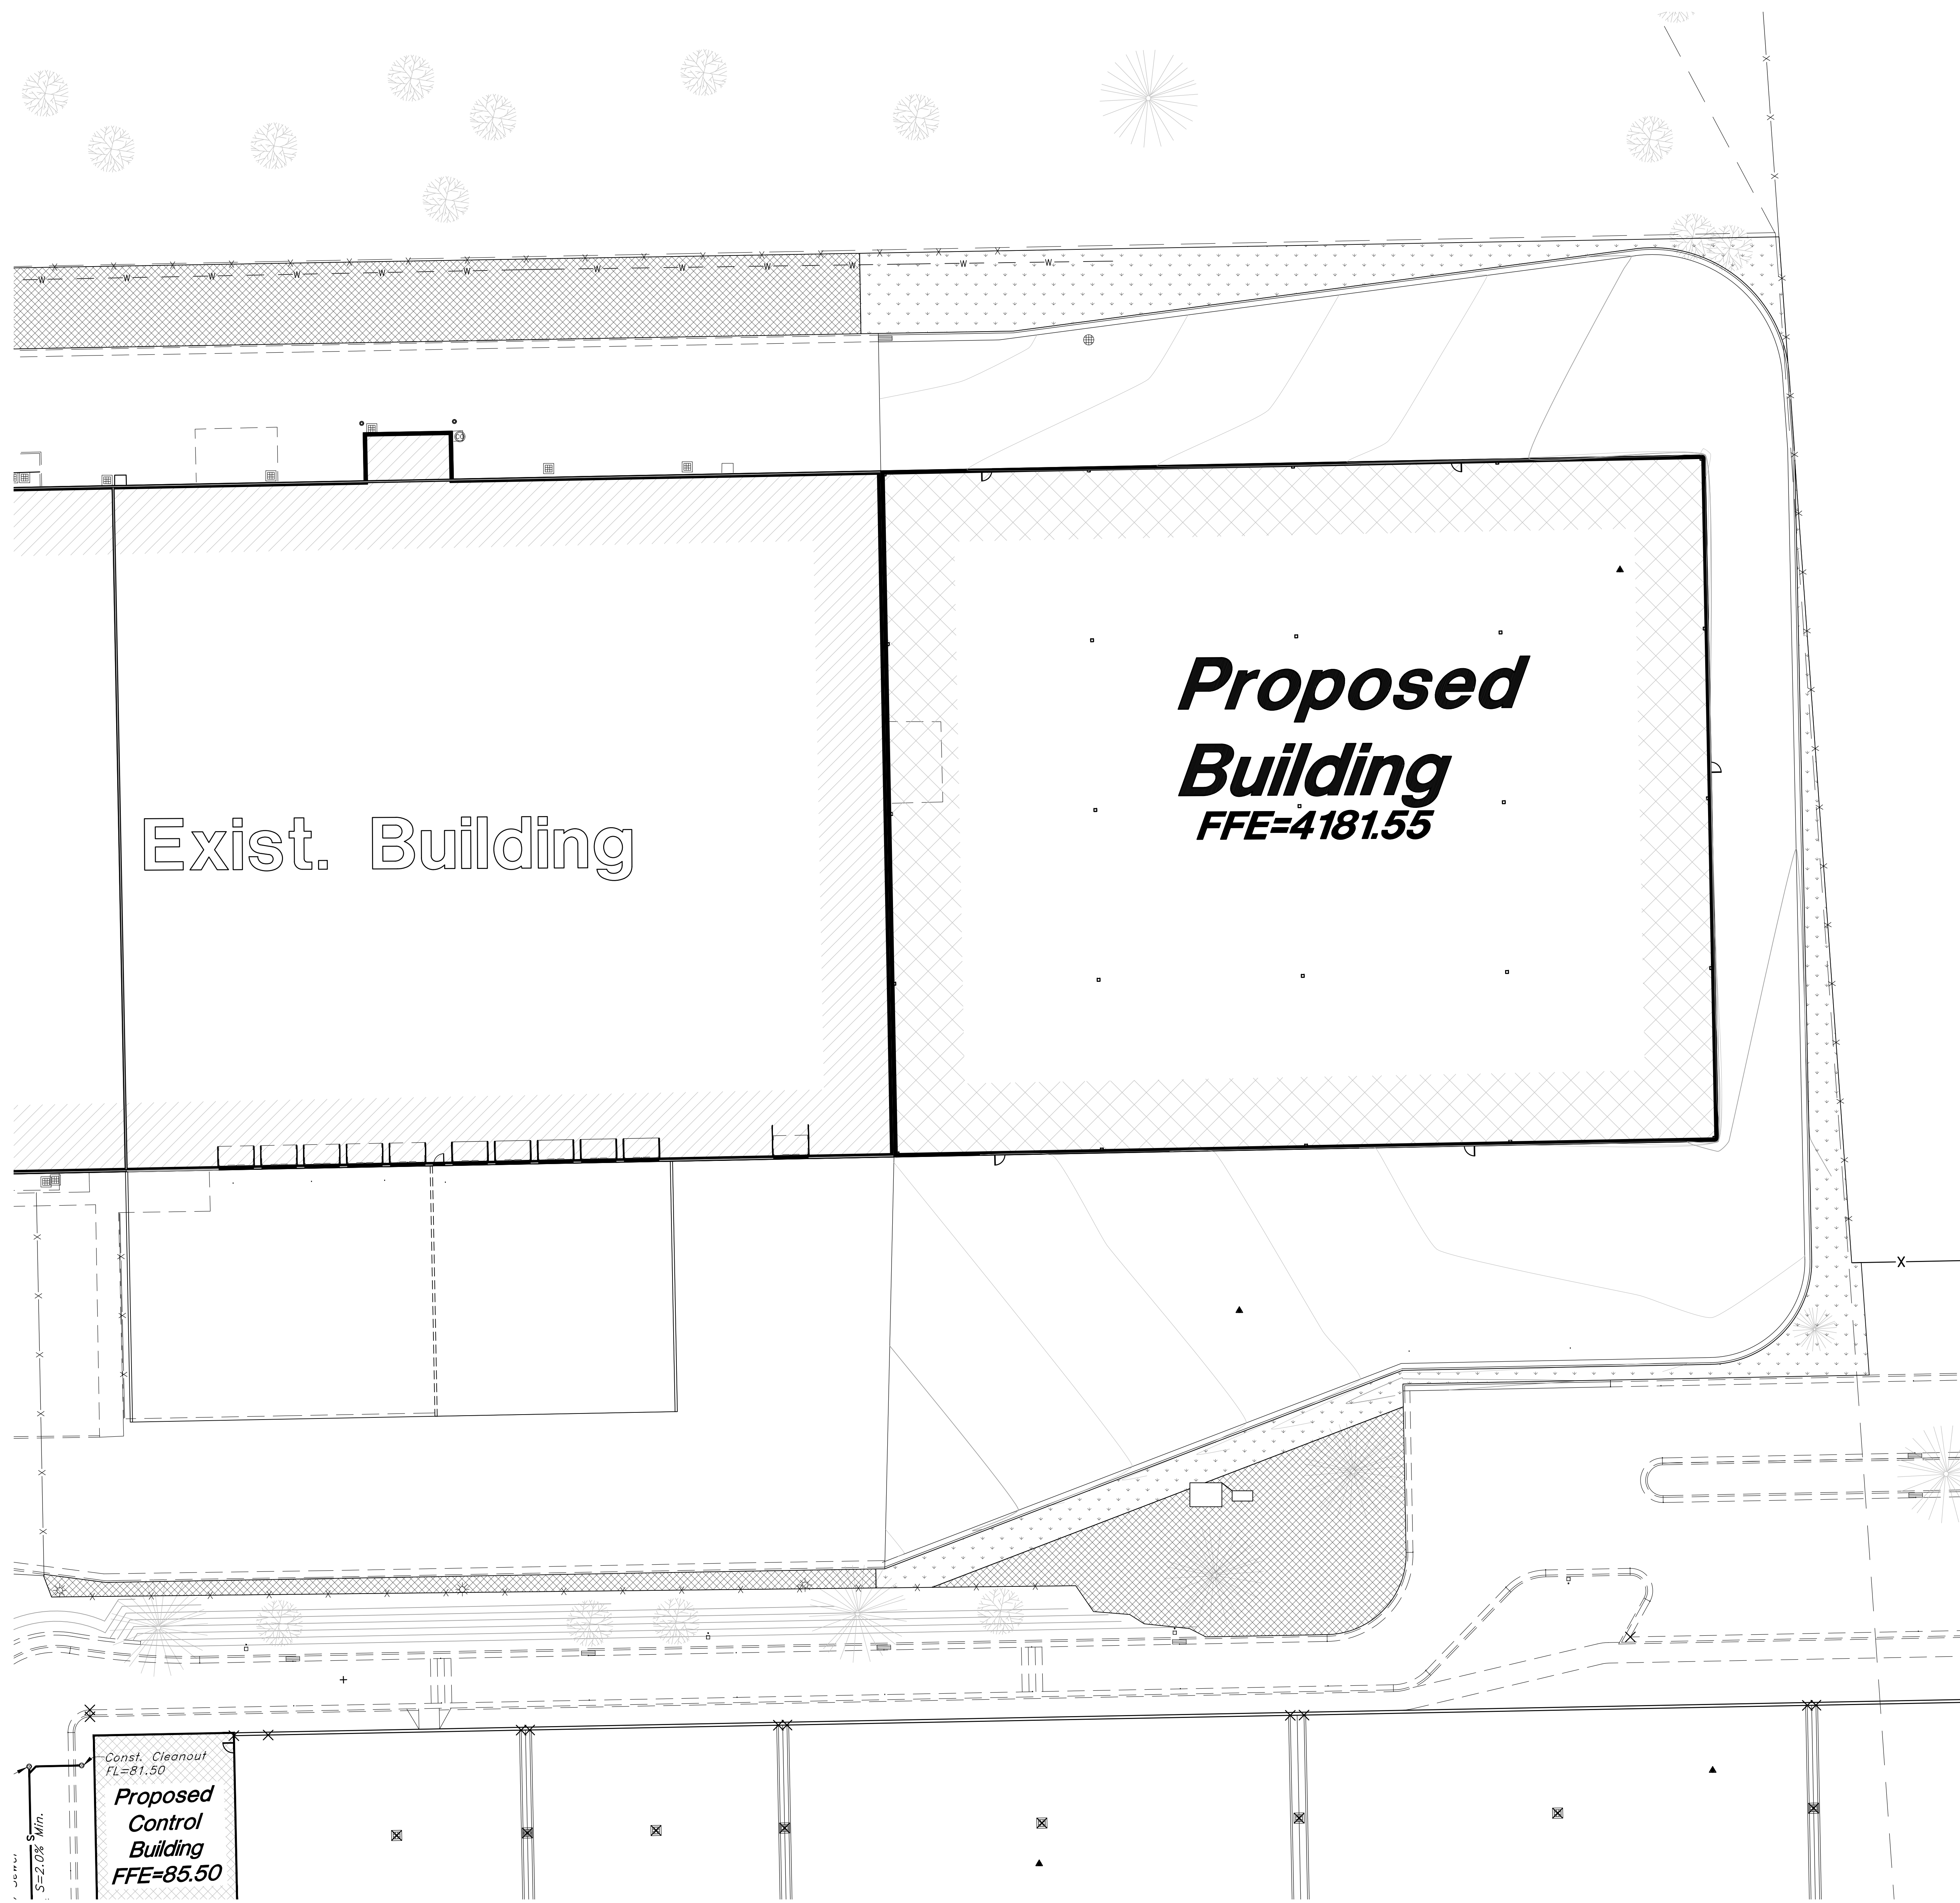 W W W W W W W W W W W W W
Proposed
Building
FFE=4181.55
Exist. Building
X
Const. Cleanout
FL=81.50
Proposed
Control
Building
FFE=85.50
S
S=2.0% Min.